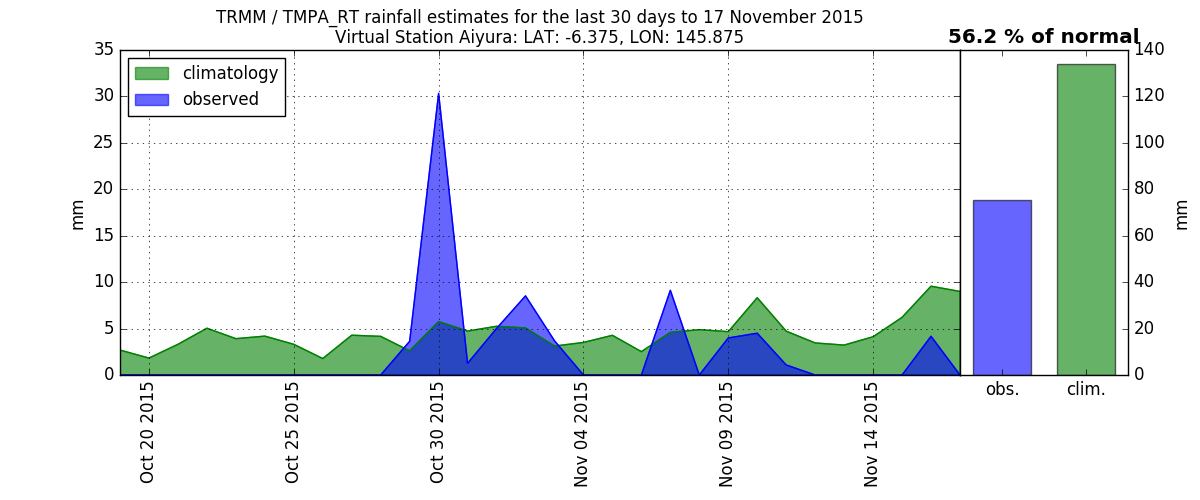 TRMM / TMPA_RT rainfall estimates for the last 30 days to 17 November 2015
Virtual Station Aiyura: LAT: -6.375, LON: 145.875
56.2 % of normal
climatology
observed
35
30
25
20
15
10
5
0
mm
Oct 20 2015
Oct 25 2015
Oct 30 2015
Nov 04 2015
Nov 09 2015
Nov 14 2015
obs.
clim.
140
120
100
80
60
40
20
0
mm